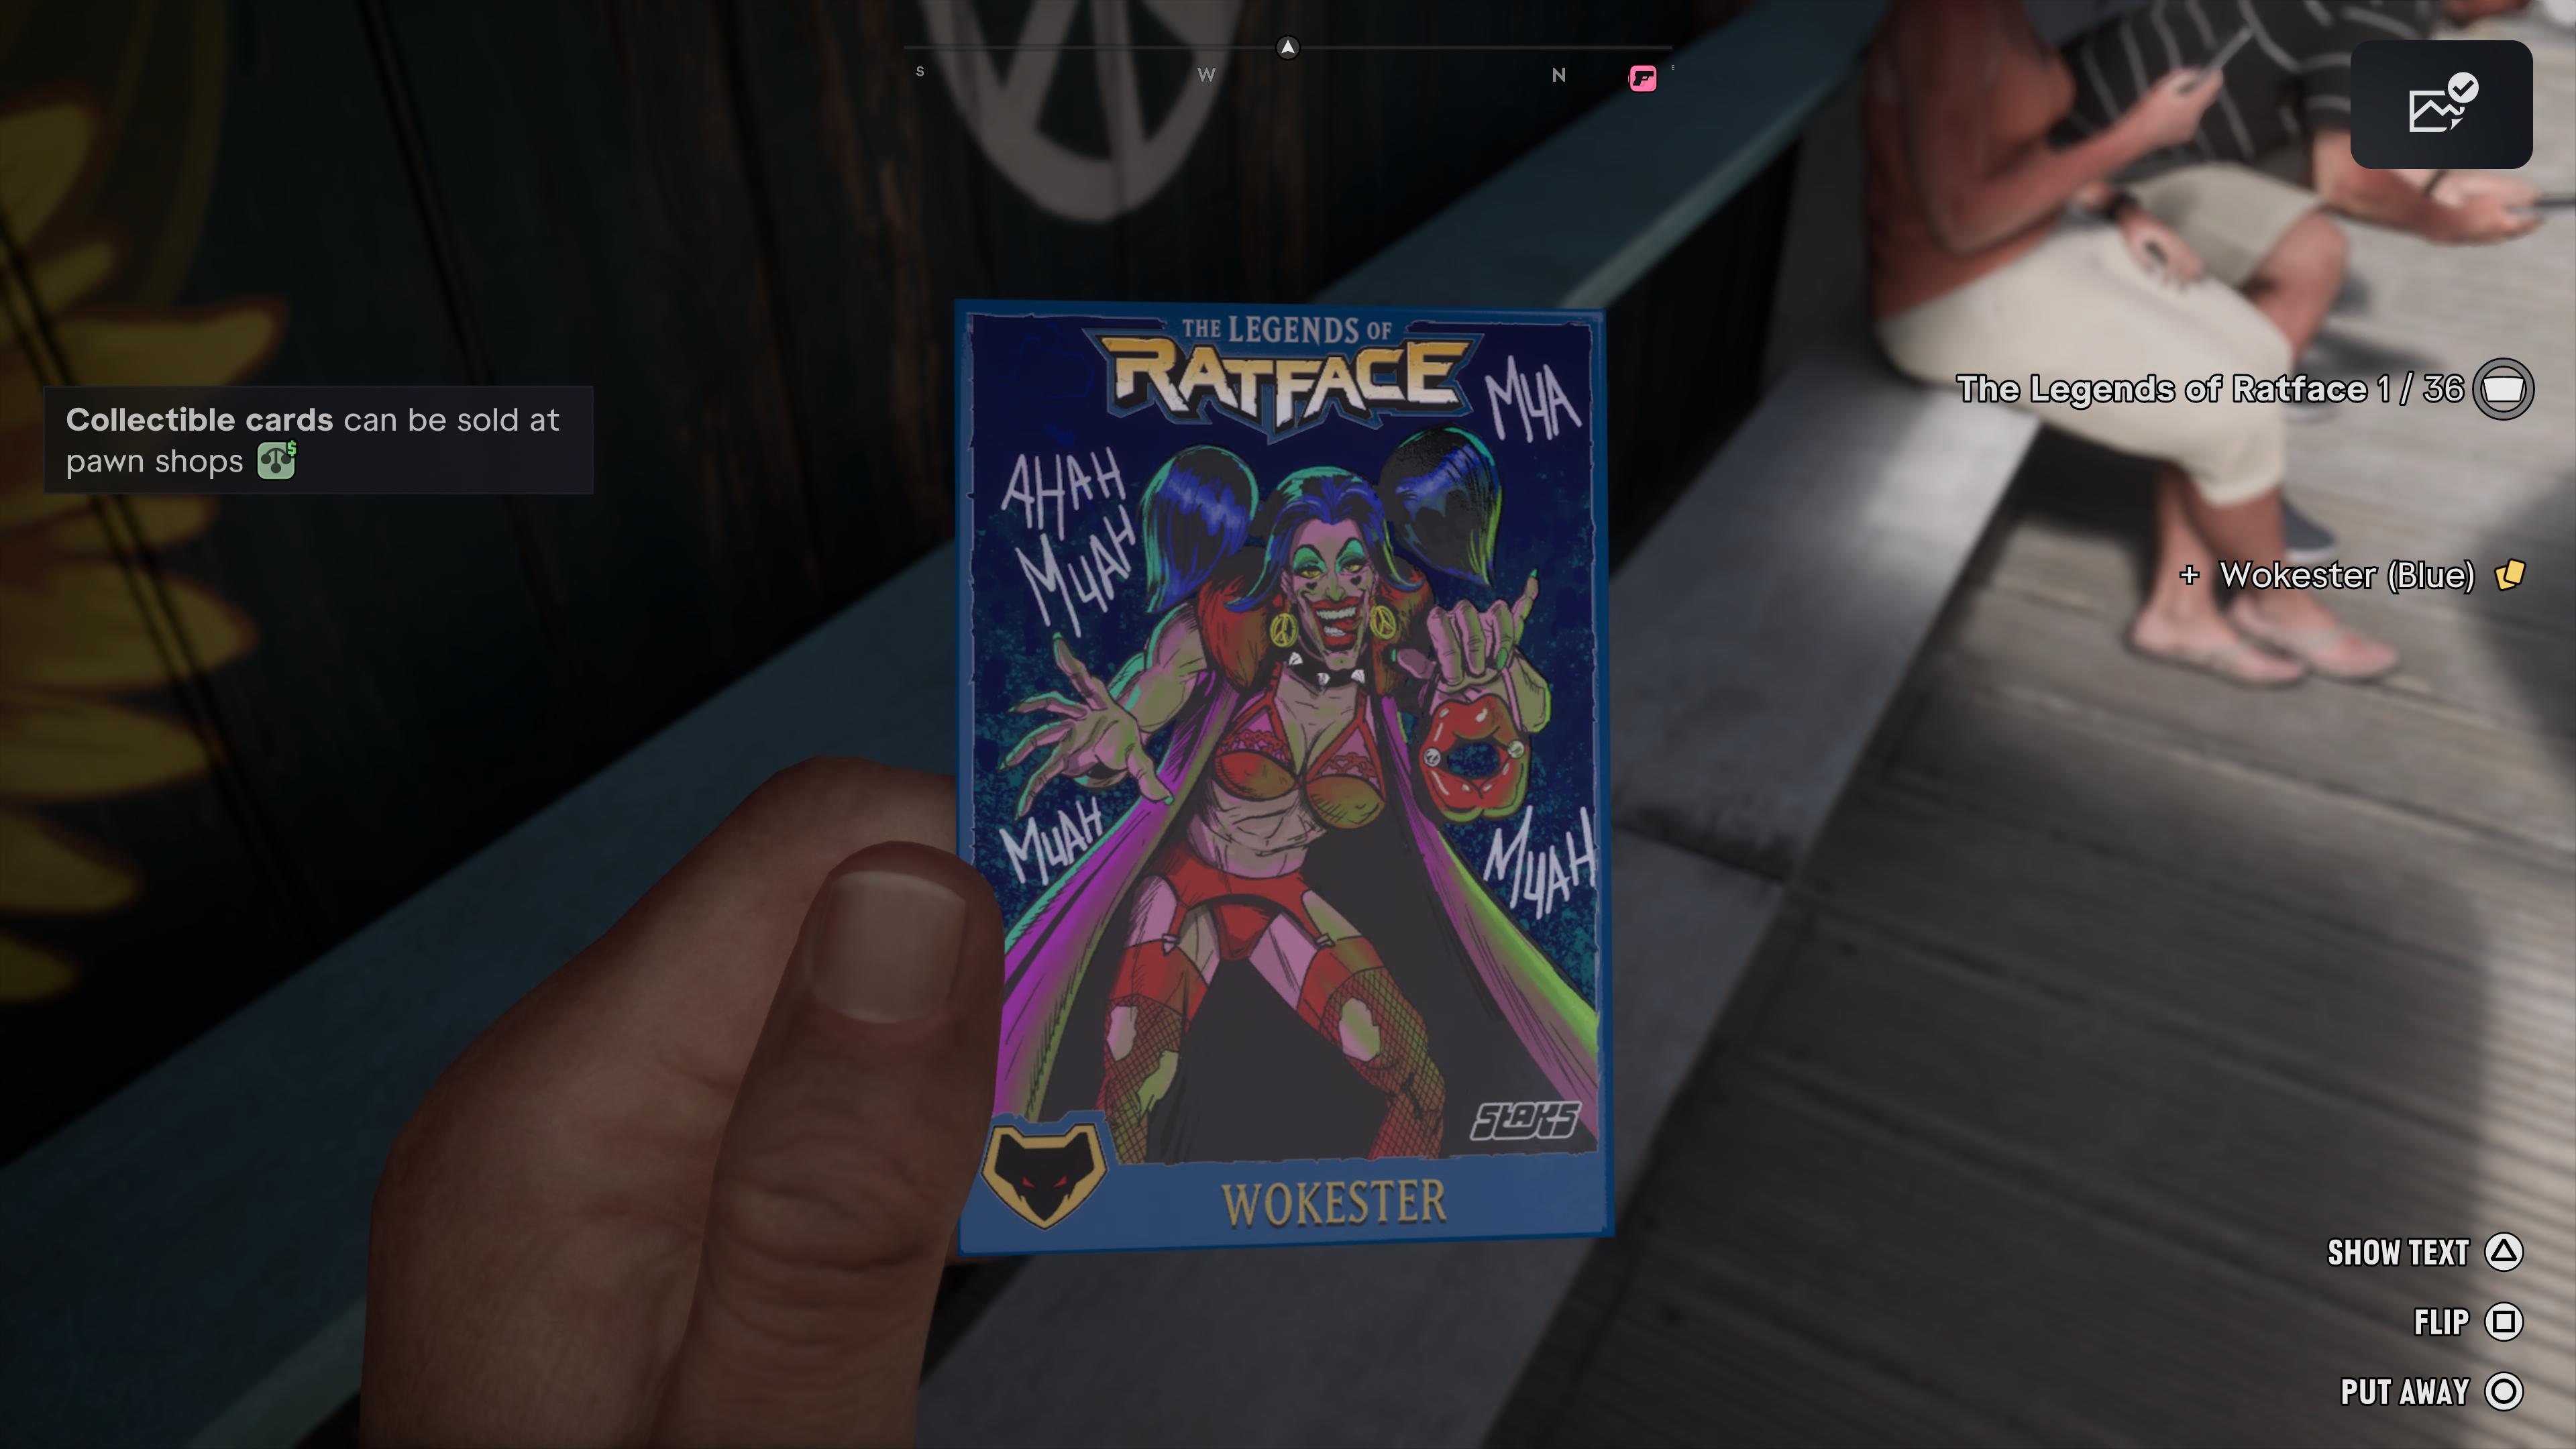 S W N E
THE LEGENDS OF
RATFACE
MUA
AHAH
MUAH
MUAH
MUAH
STAKS
WOKESTER
Collectible cards can be sold at
pawn shops
The Legends of Ratface 1 / 36
+ Wokester (Blue)
SHOW TEXT
FLIP
PUT AWAY